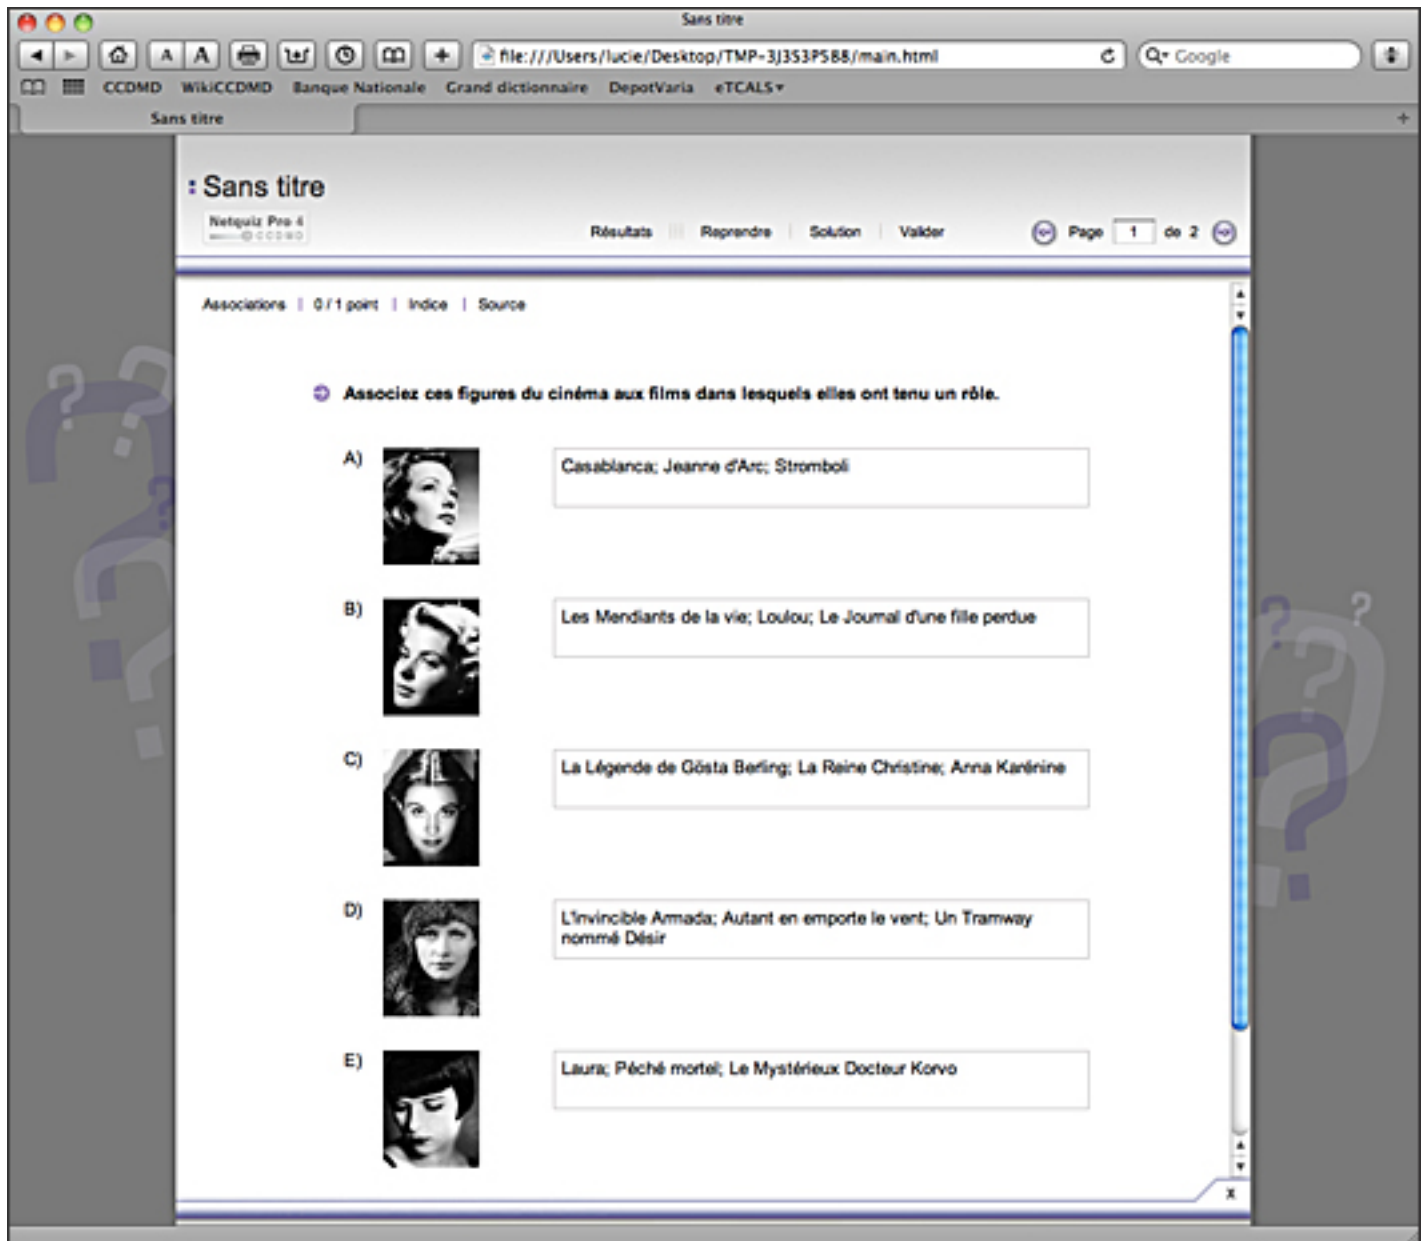 Sans titre
A A file:///Users/lucie/Desktop/TMP-3J3S3P588/main.html Google
CCDMD WikiCCDMD Banque Nationale Grand dictionnaire DepotVaria eTCALS
Sans titre
Sans titre
Netquiz Pro 4
CCDMD
Résultats Reprendre Solution Valider Page 1 de 2
Associations | 0 / 1 point | Indice | Source
Associez ces figures du cinéma aux films dans lesquels elles ont tenu un rôle.
A) Casablanca; Jeanne d'Arc; Stromboli
B) Les Mendiants de la vie; Loulou; Le Journal d'une fille perdue
C) La Légende de Gösta Berling; La Reine Christine; Anna Karénine
D) L'Invincible Armada; Autant en emporte le vent; Un Tramway
nommé Désir
E) Laura; Péché mortel; Le Mystérieux Docteur Korvo
x